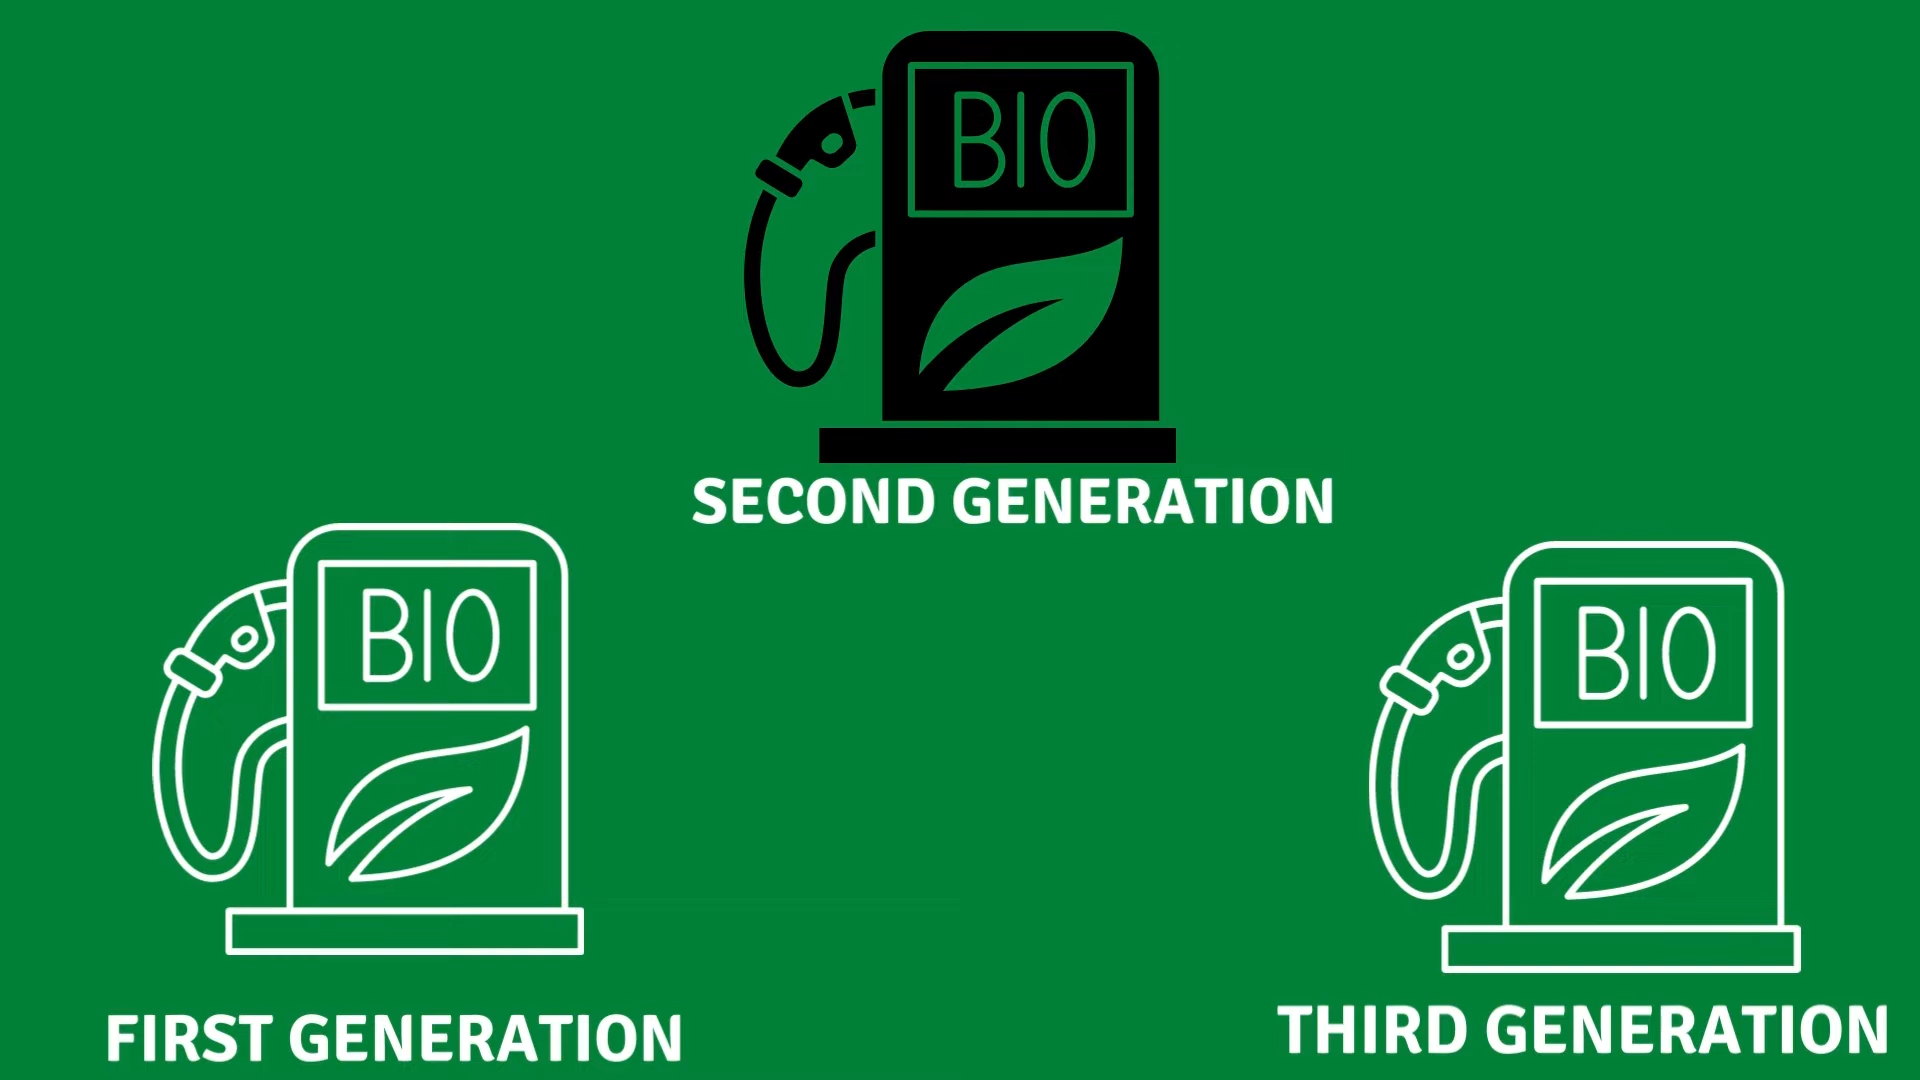 BIO
SECOND GENERATION
BIO
FIRST GENERATION
BIO
THIRD GENERATION